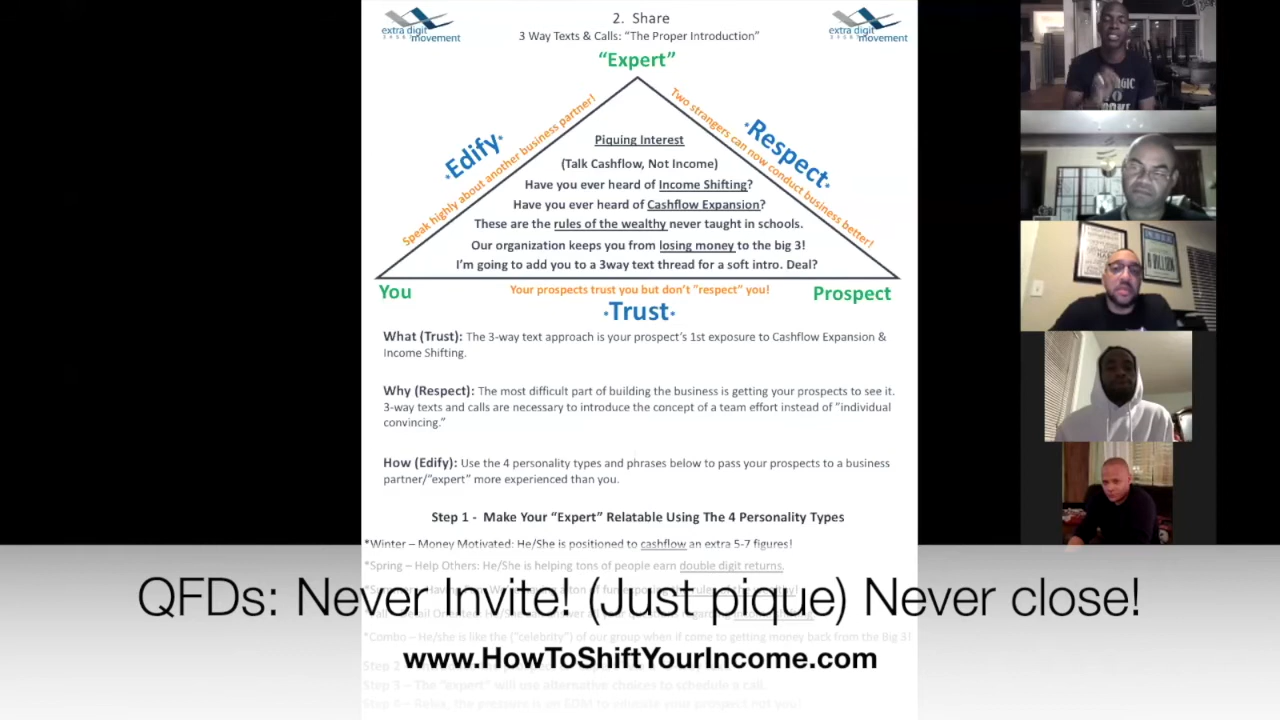 2. Share
3 Way Texts & Calls: "The Proper Introduction"
extra digit
movement
extra digit
movement
"Expert"
*Edify*
Speak highly about another business partner!
*Respect*
Two strangers can now conduct business better!
Piquing Interest
(Talk Cashflow, Not Income)
Have you ever heard of Income Shifting?
Have you ever heard of Cashflow Expansion?
These are the rules of the wealthy never taught in schools.
Our organization keeps you from losing money to the big 3!
I'm going to add you to a 3way text thread for a soft intro. Deal?
You
Your prospects trust you but don't "respect" you!
Prospect
*Trust*
What (Trust): The 3-way text approach is your prospect's 1st exposure to Cashflow Expansion &
Income Shifting.
Why (Respect): The most difficult part of building the business is getting your prospects to see it.
3-way texts and calls are necessary to introduce the concept of a team effort instead of "individual
convincing."
How (Edify): Use the 4 personality types and phrases below to pass your prospects to a business
partner/"expert" more experienced than you.
Step 1 - Make Your "Expert" Relatable Using The 4 Personality Types
*Winter – Money Motivated: He/She is positioned to cashflow an extra 5-7 figures!
*Spring – Help Others: He/She is helping tons of people earn double digit returns.
QFDs: Never Invite! (Just pique) Never close!
*Combo – He/she is like the ("celebrity") of our group when if come to getting money back from the Big 3!
www.HowToShiftYourIncome.com
Step 2
Step 3 – The "expert" will use alternative choices to schedule a call.